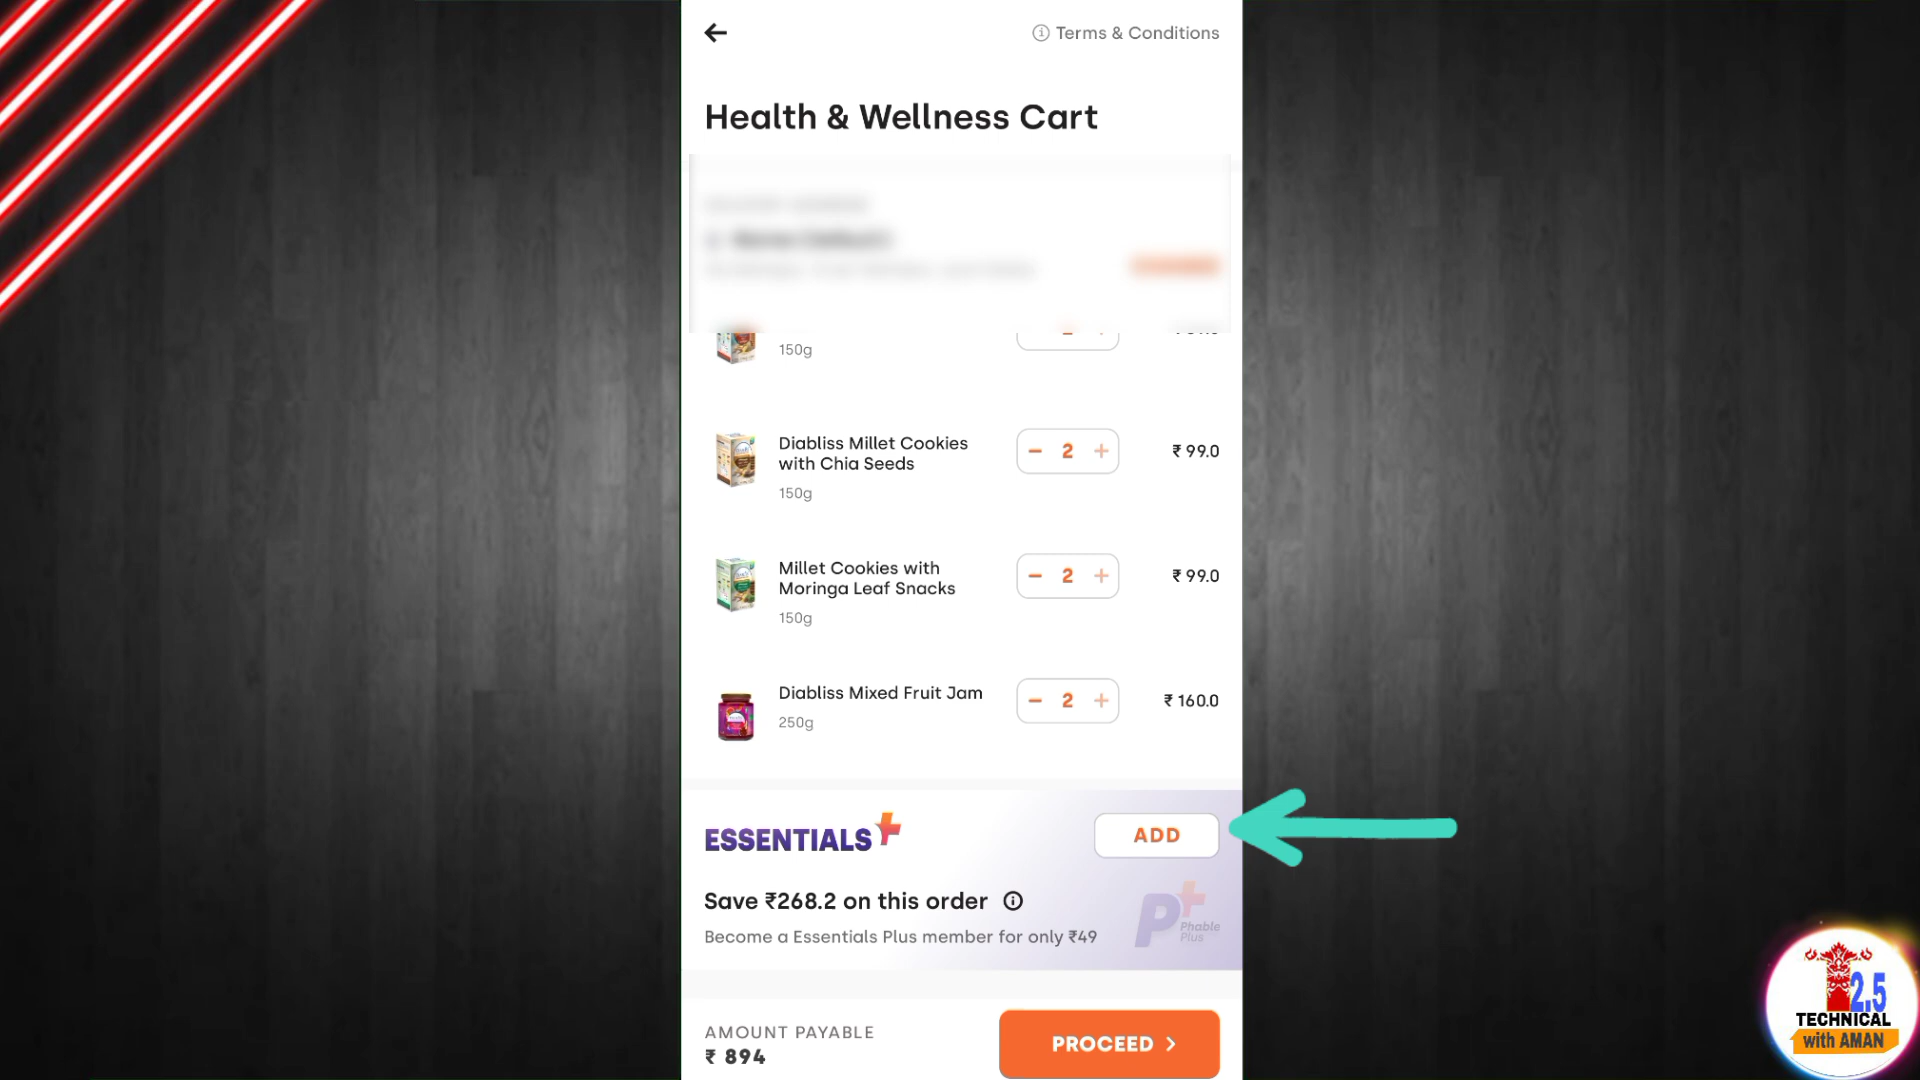 Terms & Conditions
Health & Wellness Cart
150g
Diabliss Millet Cookies
with Chia Seeds
150g
2
₹ 99.0
Millet Cookies with
Moringa Leaf Snacks
150g
2
₹ 99.0
Diabliss Mixed Fruit Jam
250g
2
₹ 160.0
ESSENTIALS+
ADD
Save ₹268.2 on this order
Become a Essentials Plus member for only ₹49
P+
Phable
Plus
AMOUNT PAYABLE
₹ 894
PROCEED >
2.5
TECHNICAL
with AMAN